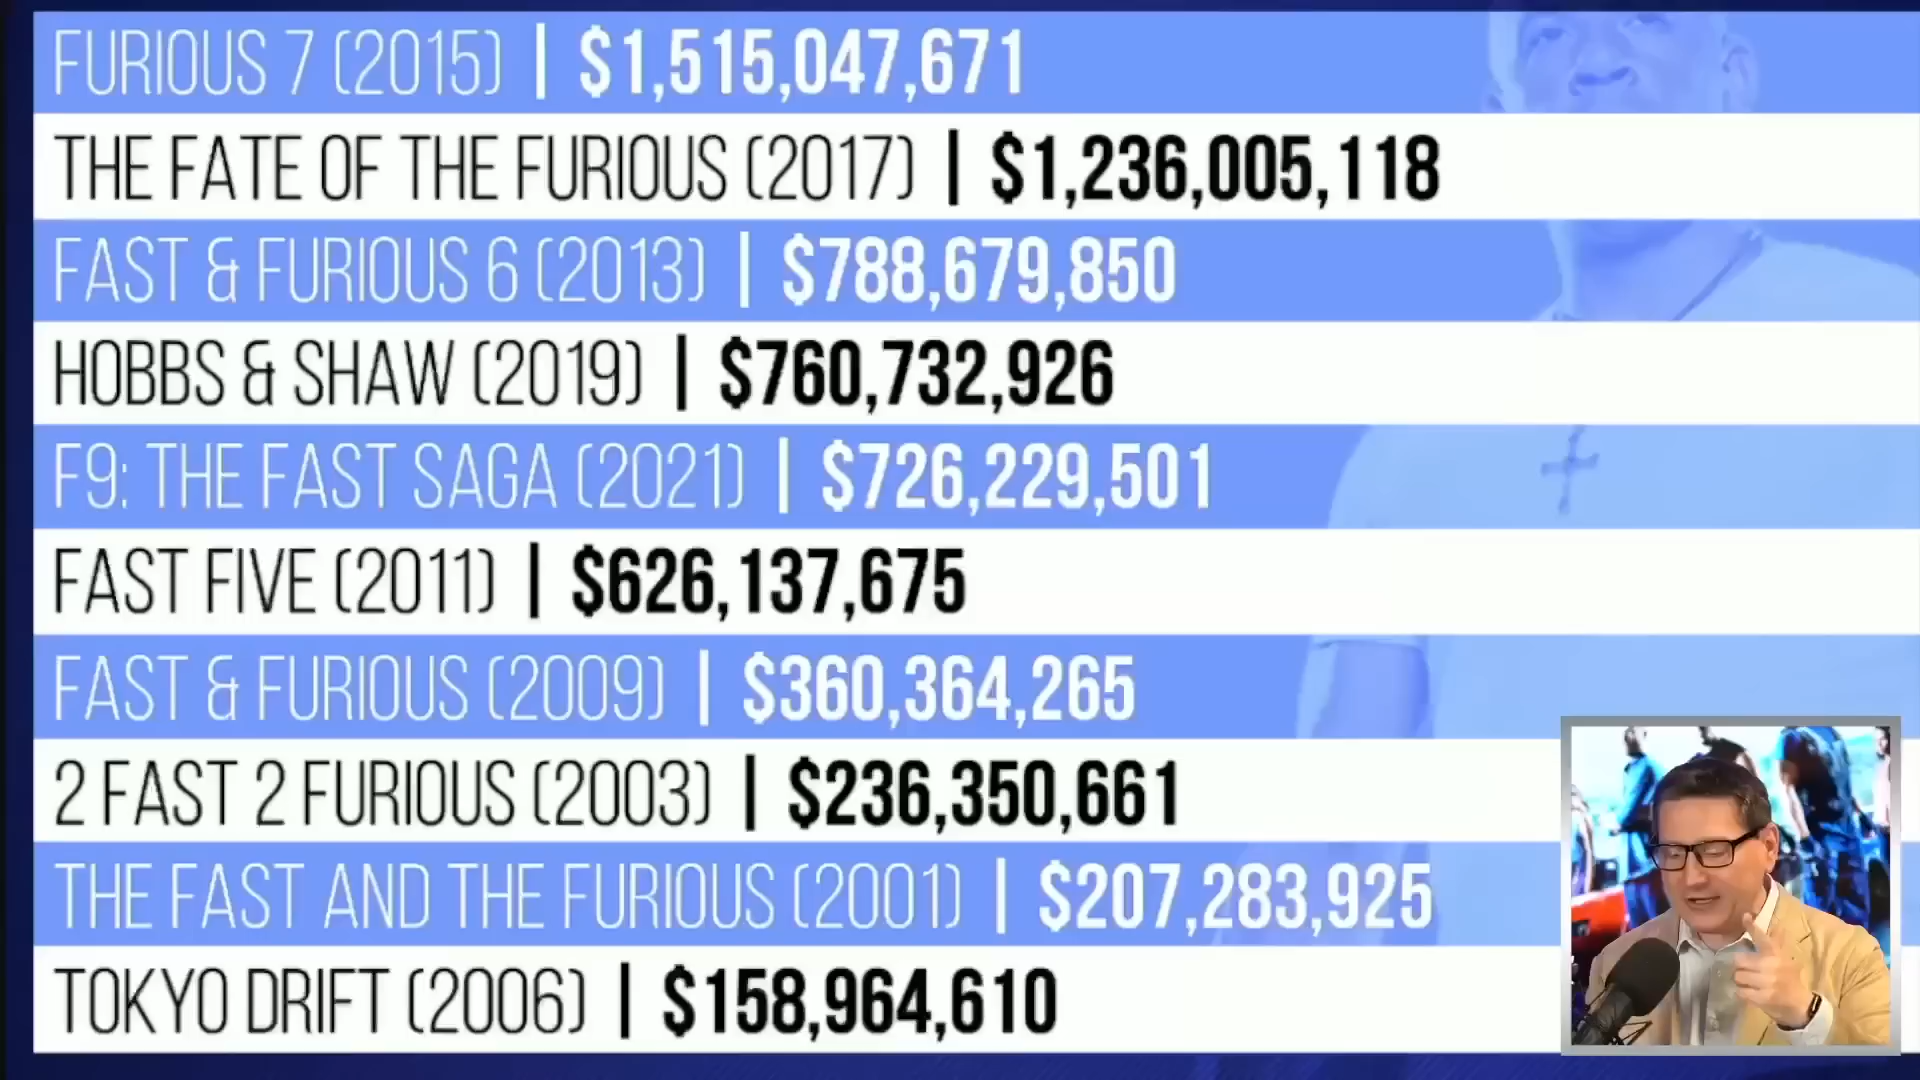 FURIOUS 7 (2015) | $1,515,047,671
THE FATE OF THE FURIOUS (2017) | $1,236,005,118
FAST & FURIOUS 6 (2013) | $788,679,850
HOBBS & SHAW (2019) | $760,732,926
F9: THE FAST SAGA (2021) | $726,229,501
FAST FIVE (2011) | $626,137,675
FAST & FURIOUS (2009) | $360,364,265
2 FAST 2 FURIOUS (2003) | $236,350,661
THE FAST AND THE FURIOUS (2001) | $207,283,925
TOKYO DRIFT (2006) | $158,964,610